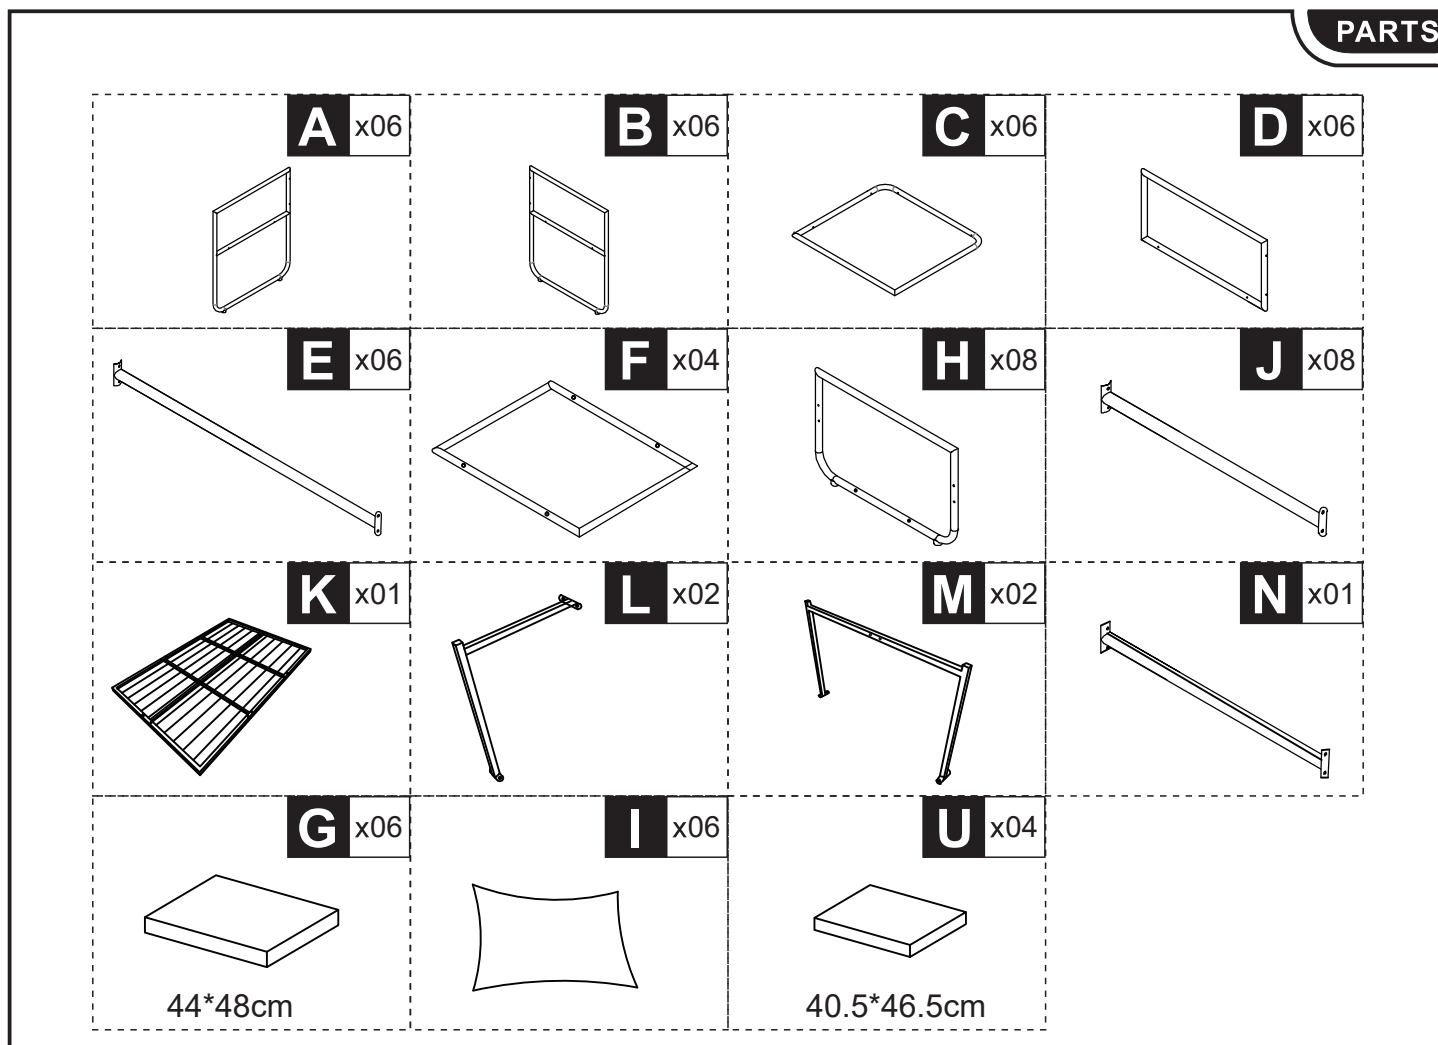 PARTS
A x06
B x06
C x06
D x06
E x06
F x04
H x08
J x08
K x01
L x02
M x02
N x01
G x06
I x06
U x04
44*48cm
40.5*46.5cm